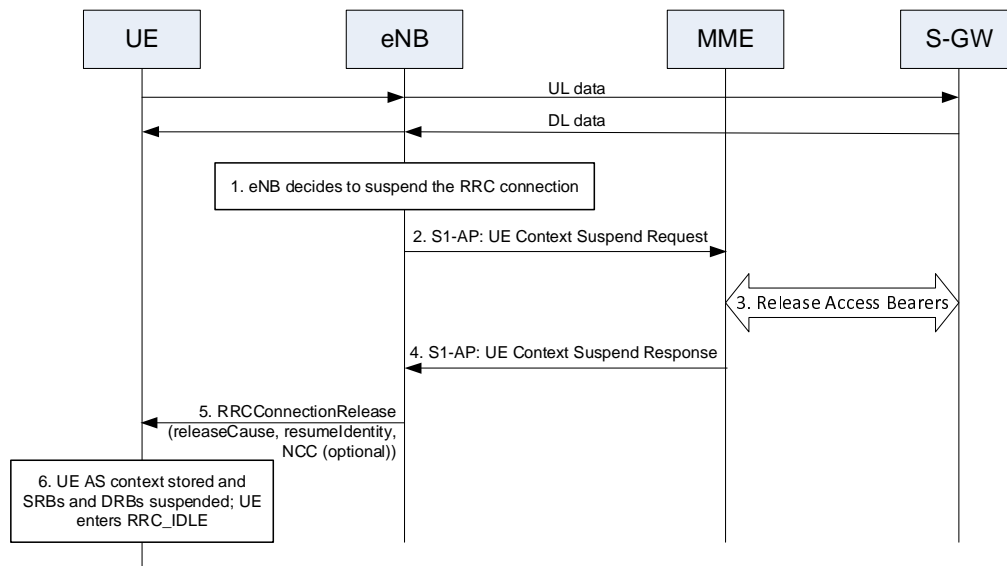 UE
eNB
MME
S-GW
UL data
DL data
1. eNB decides to suspend the RRC connection
2. S1-AP: UE Context Suspend Request
3. Release Access Bearers
4. S1-AP: UE Context Suspend Response
5. RRCConnectionRelease
(releaseCause, resumeIdentity,
NCC (optional))
6. UE AS context stored and
SRBs and DRBs suspended; UE
enters RRC_IDLE